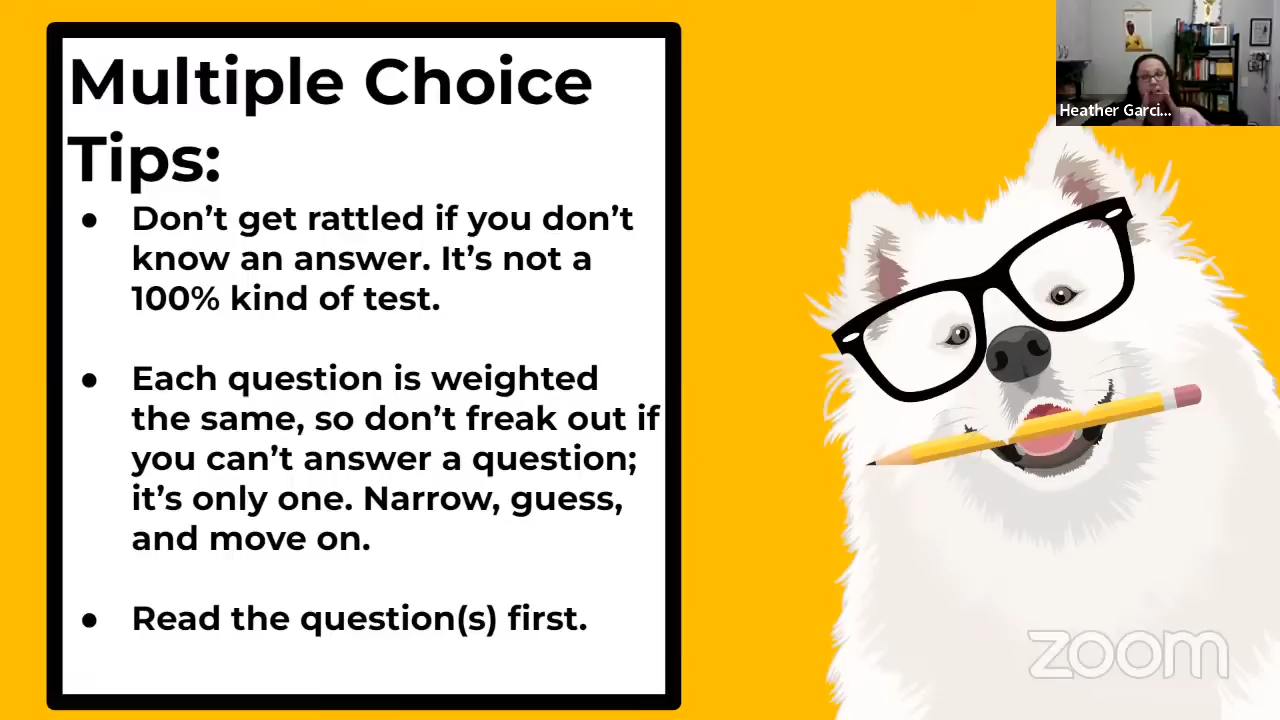 Multiple Choice
Tips:
● Don’t get rattled if you don’t
know an answer. It’s not a
100% kind of test.
● Each question is weighted
the same, so don’t freak out if
you can’t answer a question;
it’s only one. Narrow, guess,
and move on.
● Read the question(s) first.
Heather Garci...
zoom